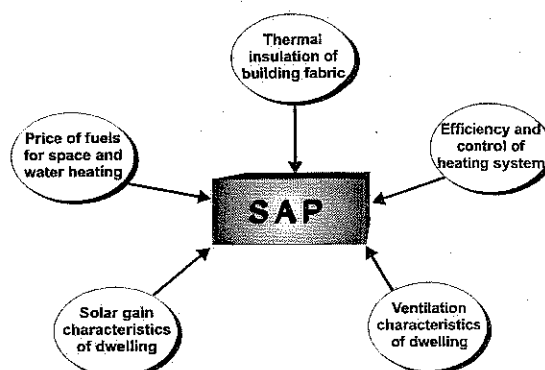 Thermal
insulation of
building fabric
Price of fuels
for space and
water heating
Efficiency and
control of
heating system
SAP
Solar gain
characteristics
of dwelling
Ventilation
characteristics
of dwelling